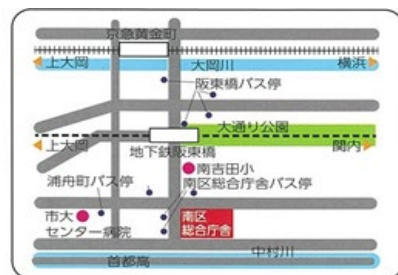 京急黄金町
上大岡
大岡川
横浜
阪東橋バス停
大通り公園
上大岡
地下鉄阪東橋
関内
南吉田小
浦舟町バス停
南区総合庁舎バス停
市大
センター病院
南区
総合庁舎
中村川
首都高